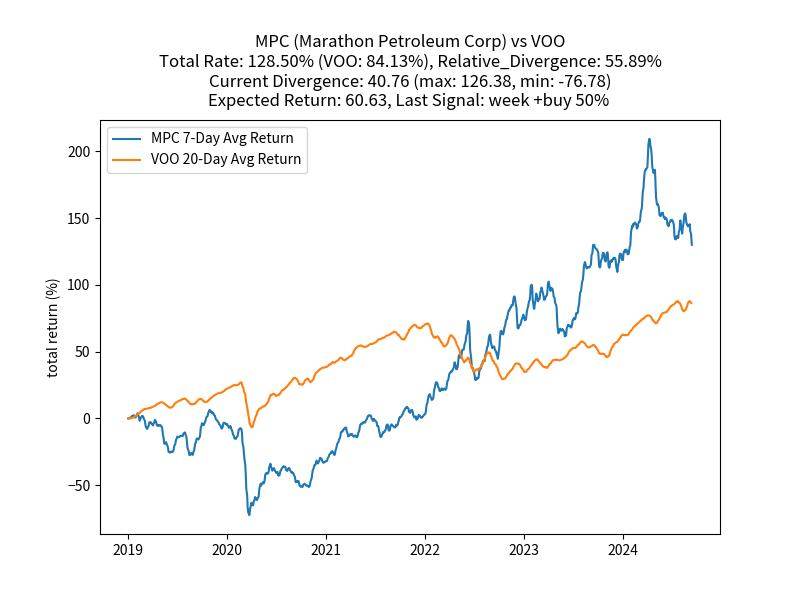 MPC (Marathon Petroleum Corp) vs VOO
Total Rate: 128.50% (VOO: 84.13%), Relative_Divergence: 55.89%
Current Divergence: 40.76 (max: 126.38, min: -76.78)
Expected Return: 60.63, Last Signal: week +buy 50%
MPC 7-Day Avg Return
VOO 20-Day Avg Return
total return (%)
200
150
100
50
0
−50
2019
2020
2021
2022
2023
2024